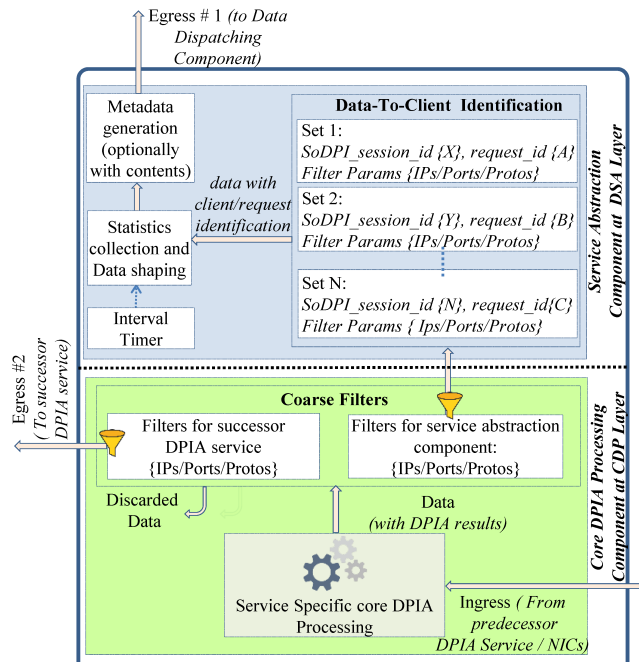 Egress # 1 (to Data
Dispatching
Component)
Metadata
generation
(optionally
with contents)
Data-To-Client Identification
Set 1:
SoDPI_session_id {X}, request_id {A}
Filter Params {IPs/Ports/Protos}
Set 2:
SoDPI_session_id {Y}, request_id {B}
Filter Params {IPs/Ports/Protos}
Set N:
SoDPI_session_id {N}, request_id{C}
Filter Params { Ips/Ports/Protos}
data with
client/request
identification
Statistics
collection and
Data shaping
Interval
Timer
Service Abstraction
Component at DSA Layer
Egress #2
( To successor
DPIA service)
Coarse Filters
Filters for successor
DPIA service
{IPs/Ports/Protos}
Filters for service abstraction
component:
{IPs/Ports/Protos}
Discarded
Data
Data
(with DPIA results)
Service Specific core DPIA
Processing
Ingress ( From
predecessor
DPIA Service / NICs)
Core DPIA Processing
Component at CDP Layer